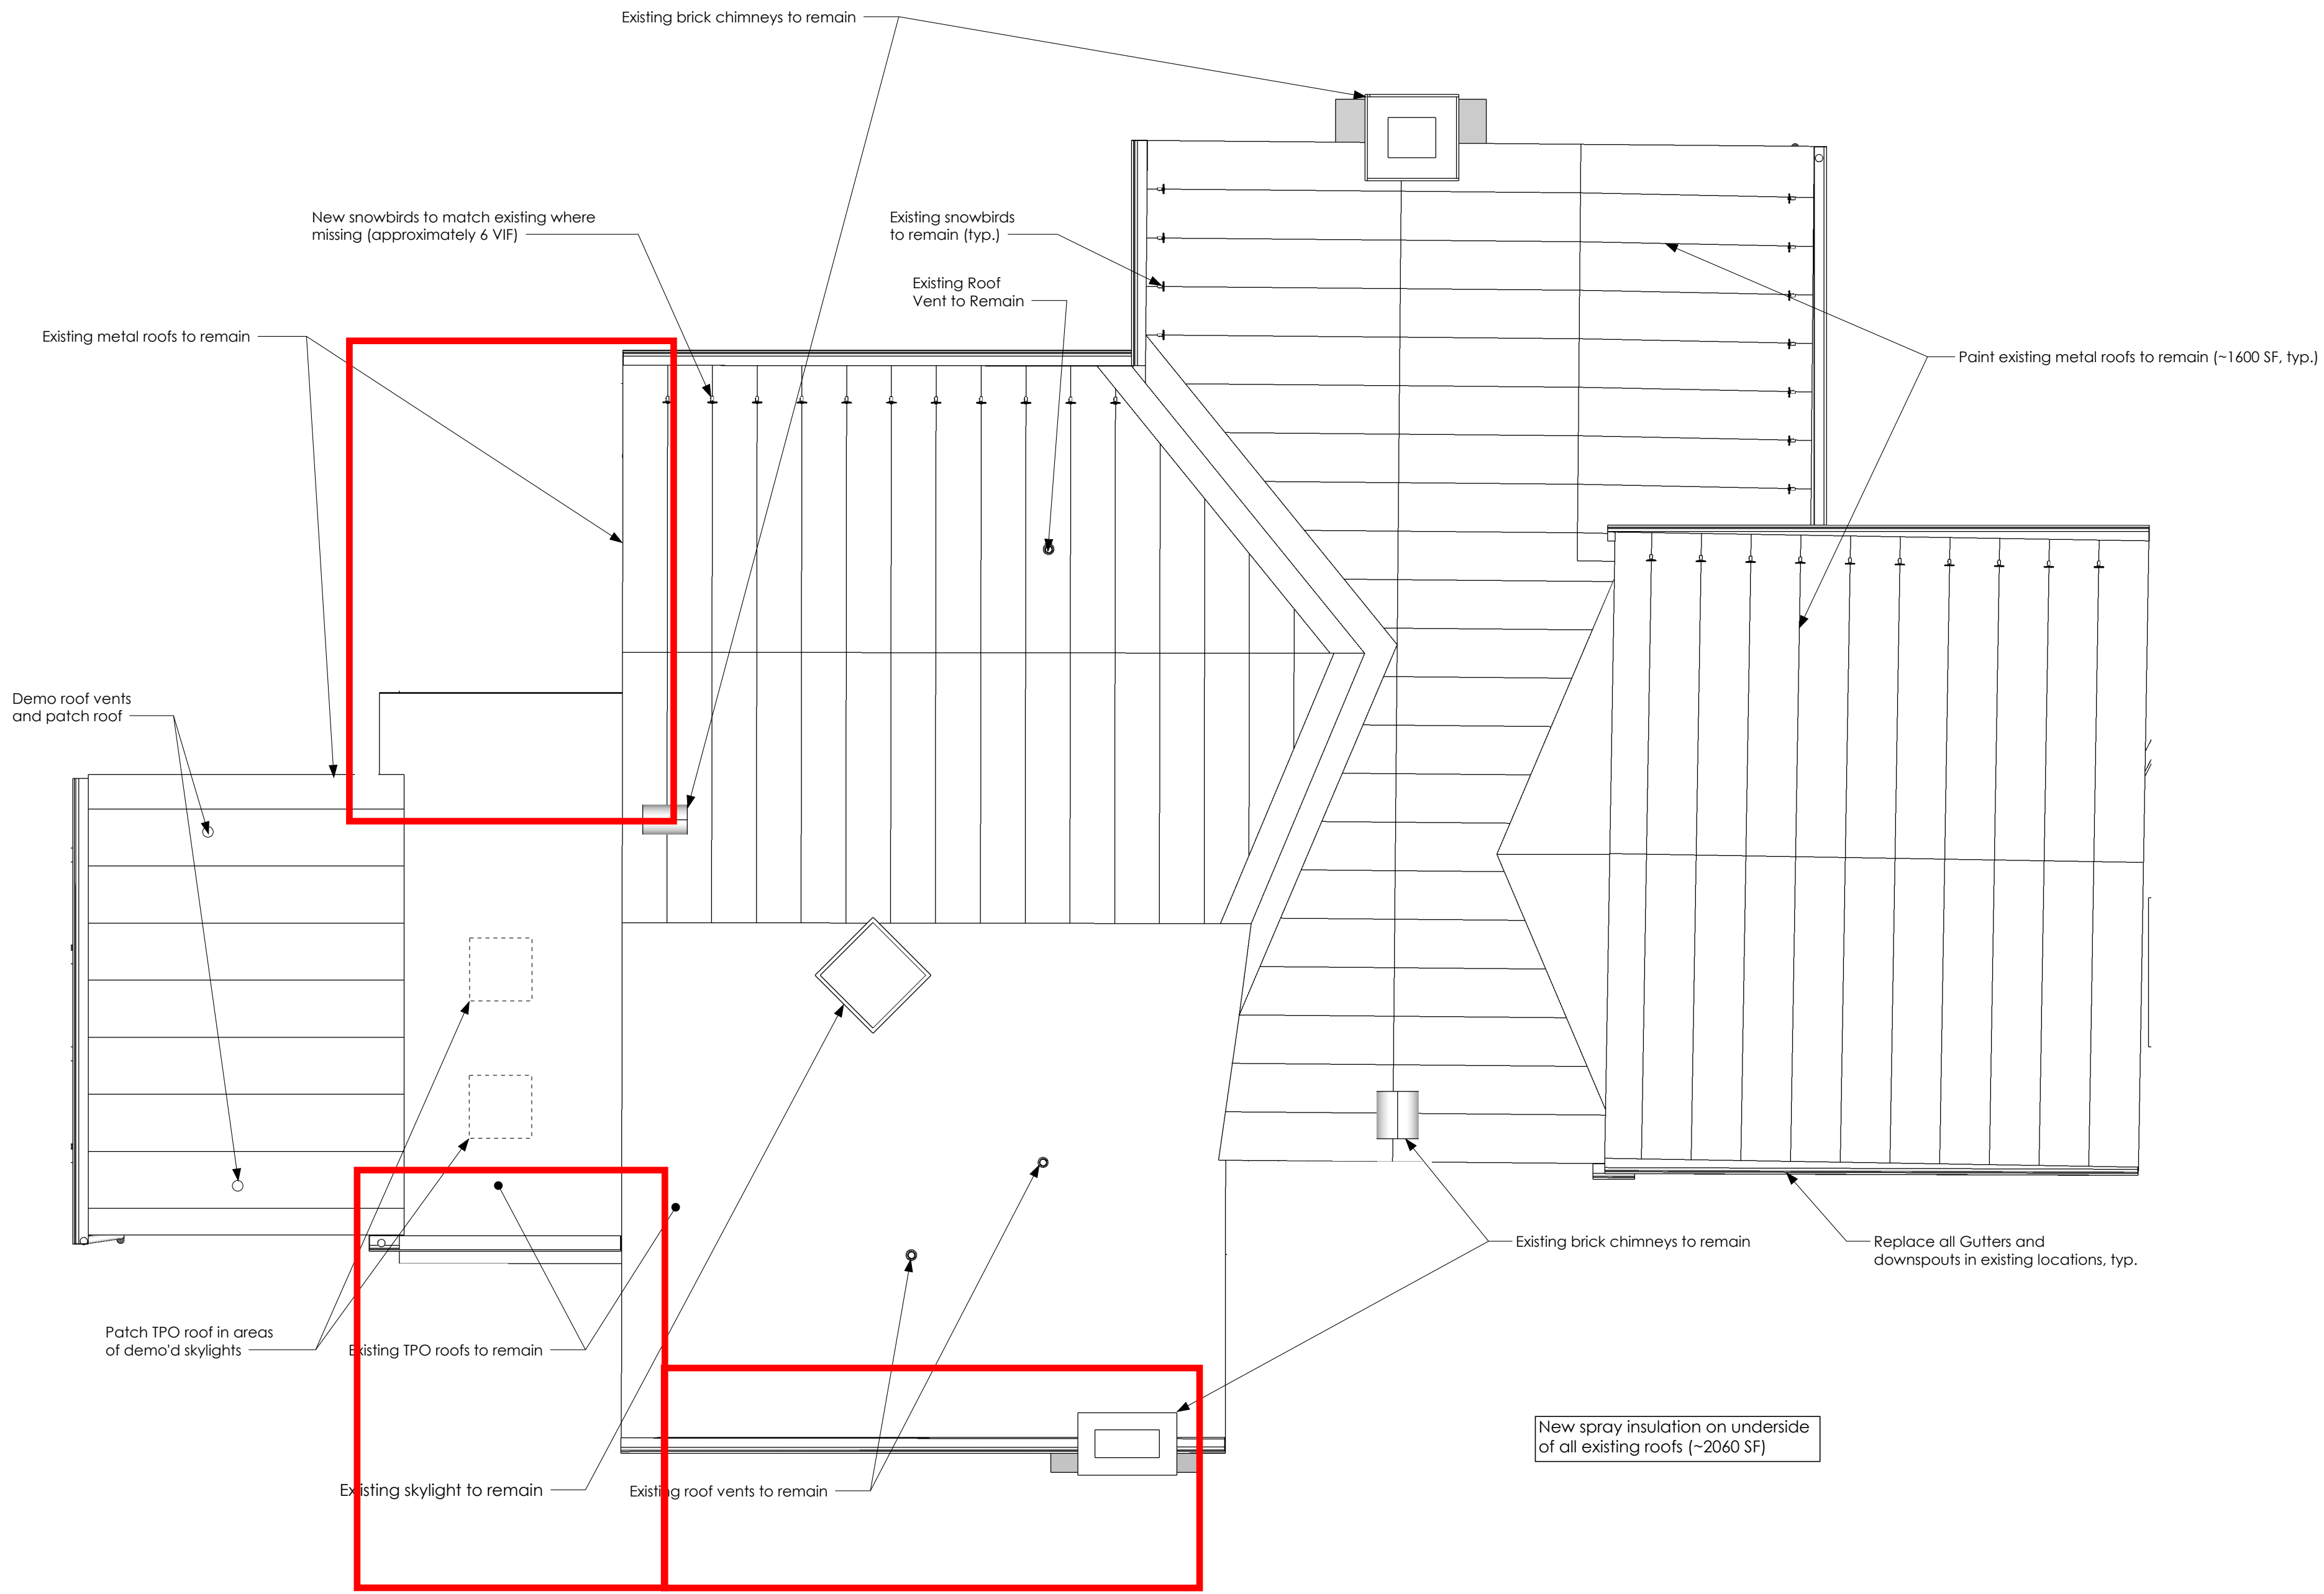 Existing brick chimneys to remain
New snowbirds to match existing where
missing (approximately 6 VIF)
Existing snowbirds
to remain (typ.)
Existing Roof
Vent to Remain
Existing metal roofs to remain
Paint existing metal roofs to remain (~1600 SF, typ.)
Demo roof vents
and patch roof
Existing brick chimneys to remain
Replace all Gutters and
downspouts in existing locations, typ.
Patch TPO roof in areas
of demo'd skylights
Existing TPO roofs to remain
New spray insulation on underside
of all existing roofs (~2060 SF)
Existing skylight to remain
Existing roof vents to remain